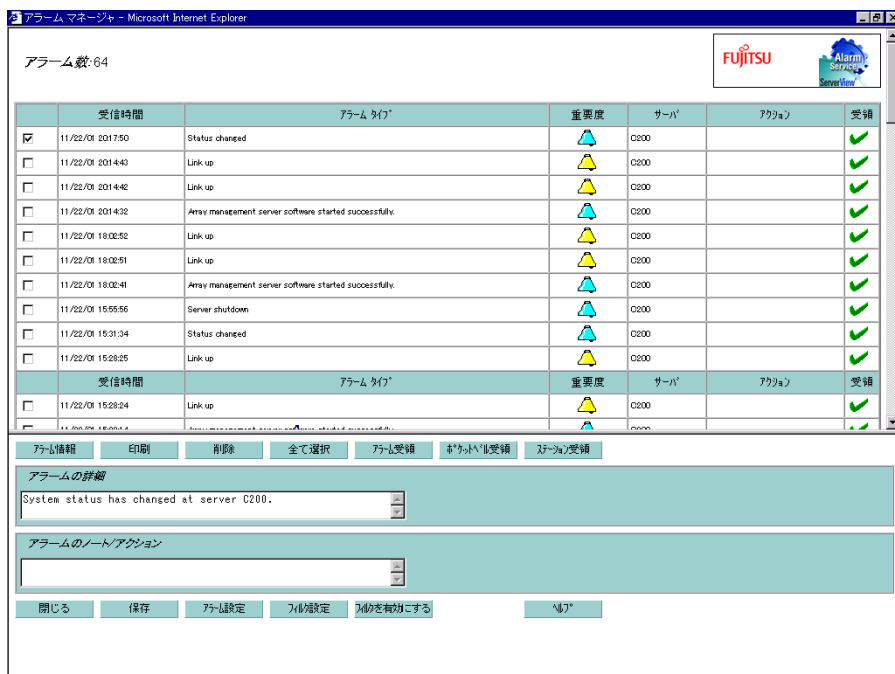 アラーム マネージャ - Microsoft Internet Explorer
アラーム数:64
FUJITSU
Alarm Service
ServerView
受信時間 アラーム タイプ 重要度 サーバ アクション 受領
11/22/01 20:17:50 Status changed C200
11/22/01 20:14:43 Link up C200
11/22/01 20:14:42 Link up C200
11/22/01 20:14:32 Array management server software started successfully. C200
11/22/01 18:02:52 Link up C200
11/22/01 18:02:51 Link up C200
11/22/01 18:02:41 Array management server software started successfully. C200
11/22/01 15:55:56 Server shutdown C200
11/22/01 15:31:34 Status changed C200
11/22/01 15:28:25 Link up C200
受信時間 アラーム タイプ 重要度 サーバ アクション 受領
11/22/01 15:28:24 Link up C200
アラーム情報 印刷 削除 全て選択 アラーム受領 ポケットベル受領 ステーション受領
アラームの詳細
System status has changed at server C200.
アラームのノート/アクション
閉じる 保存 アラーム設定 フィルタ設定 フィルタを有効にする ヘルプ